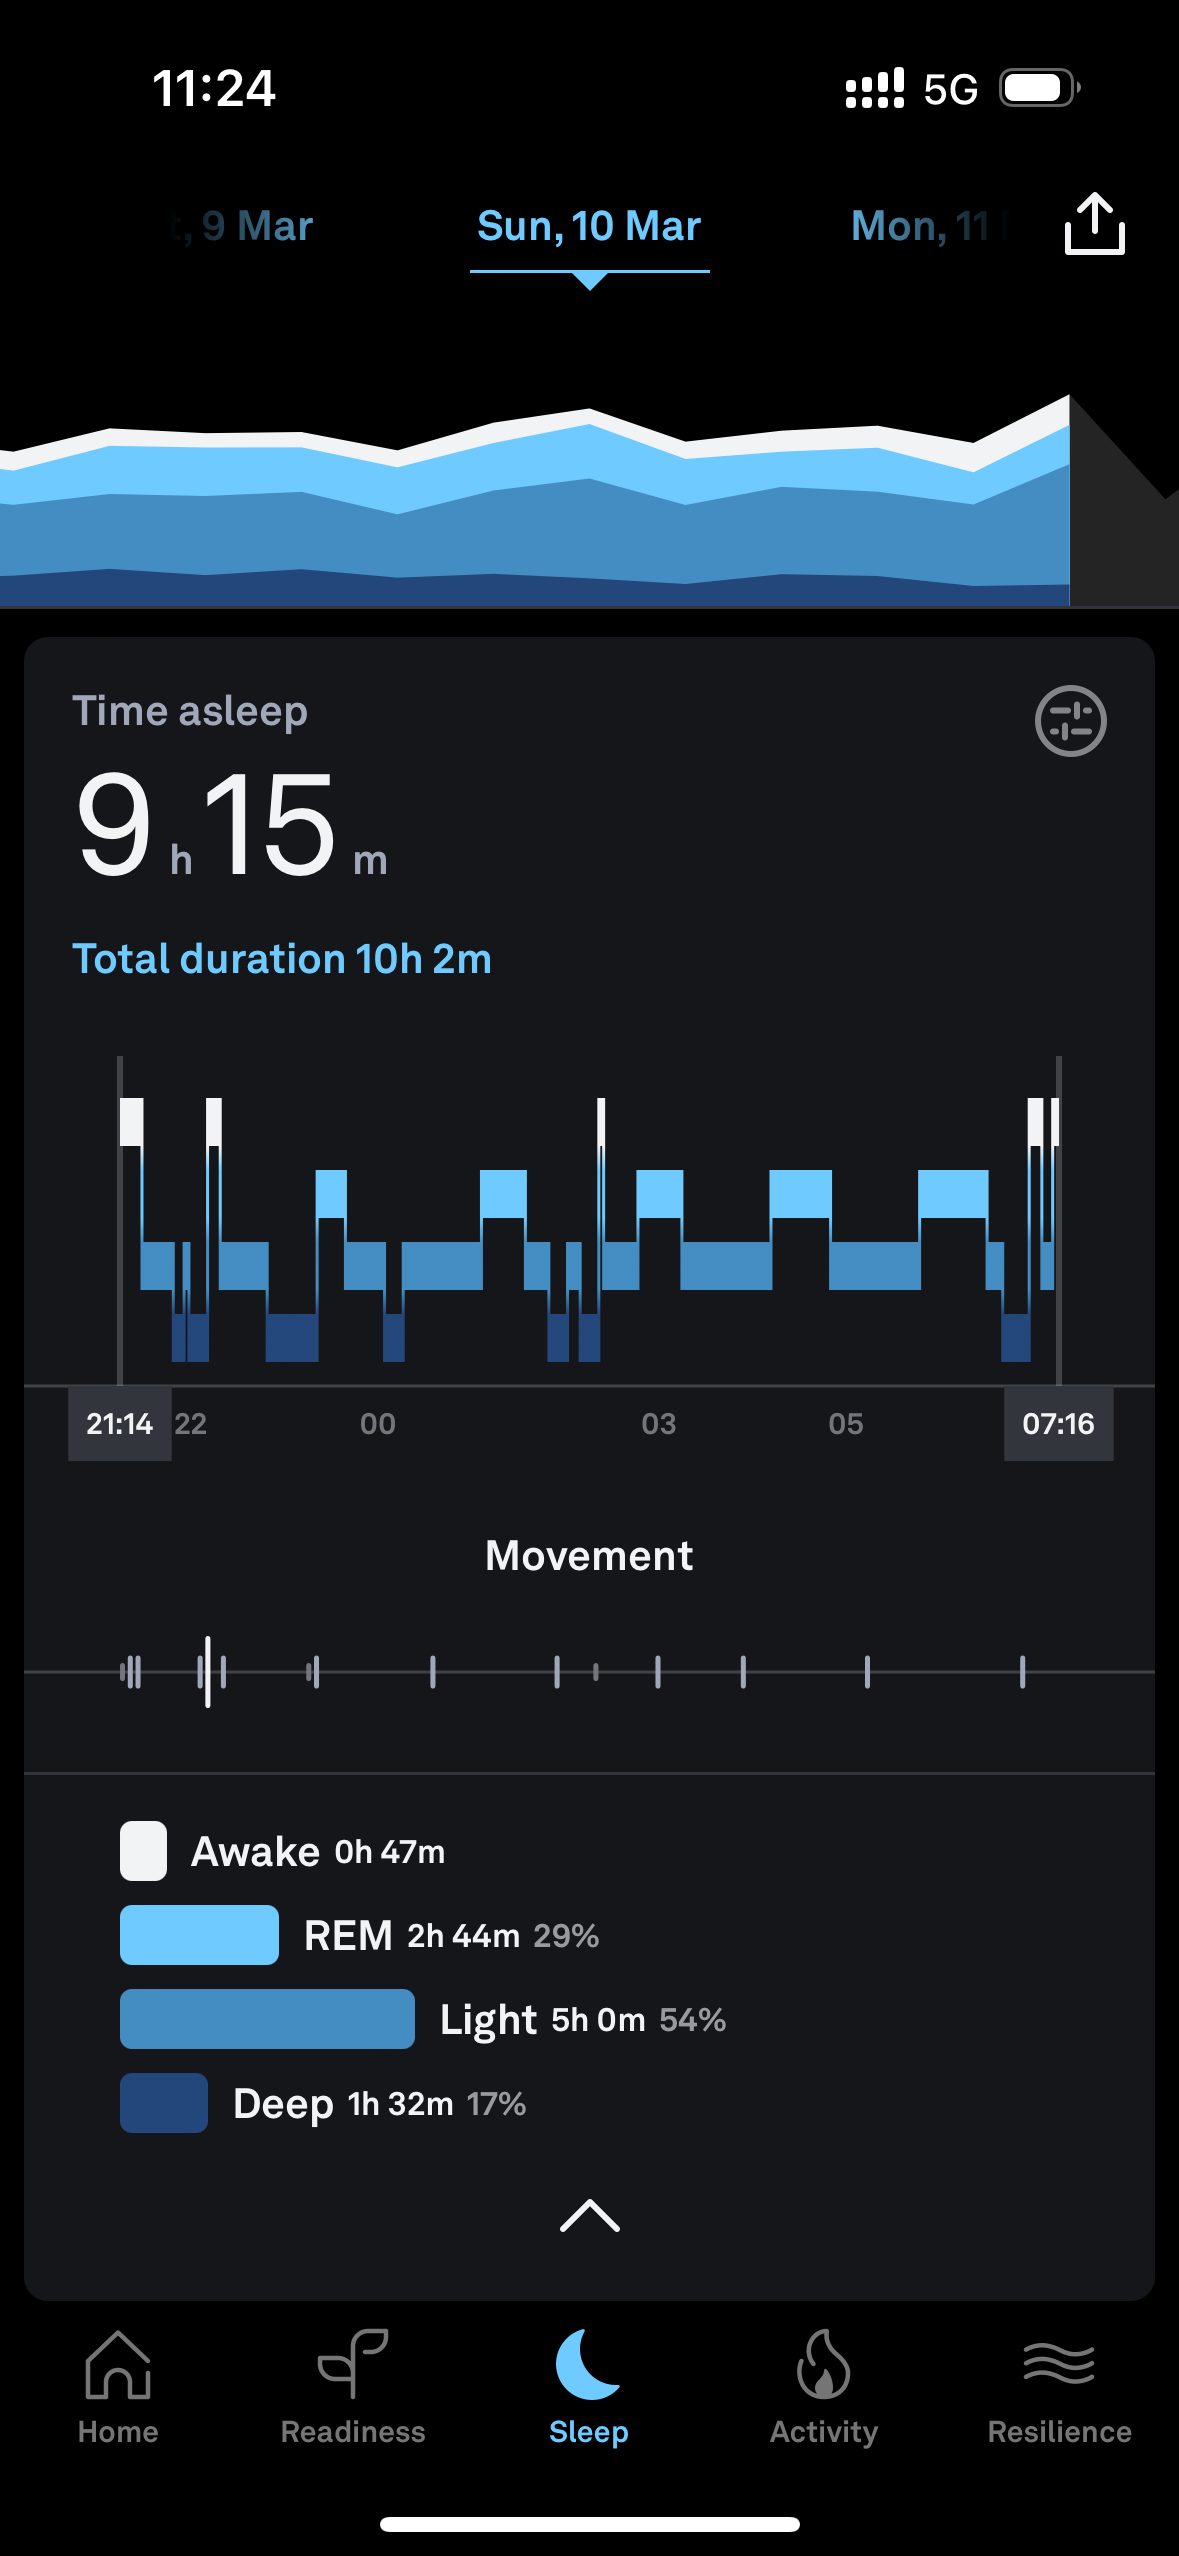 11:24
5G
9 Mar
Sun, 10 Mar
Mon, 11
Time asleep
9 h 15 m
Total duration 10h 2m
21:14 22 00 03 05 07:16
Movement
Awake 0h 47m
REM 2h 44m 29%
Light 5h 0m 54%
Deep 1h 32m 17%
Home Readiness Sleep Activity Resilience